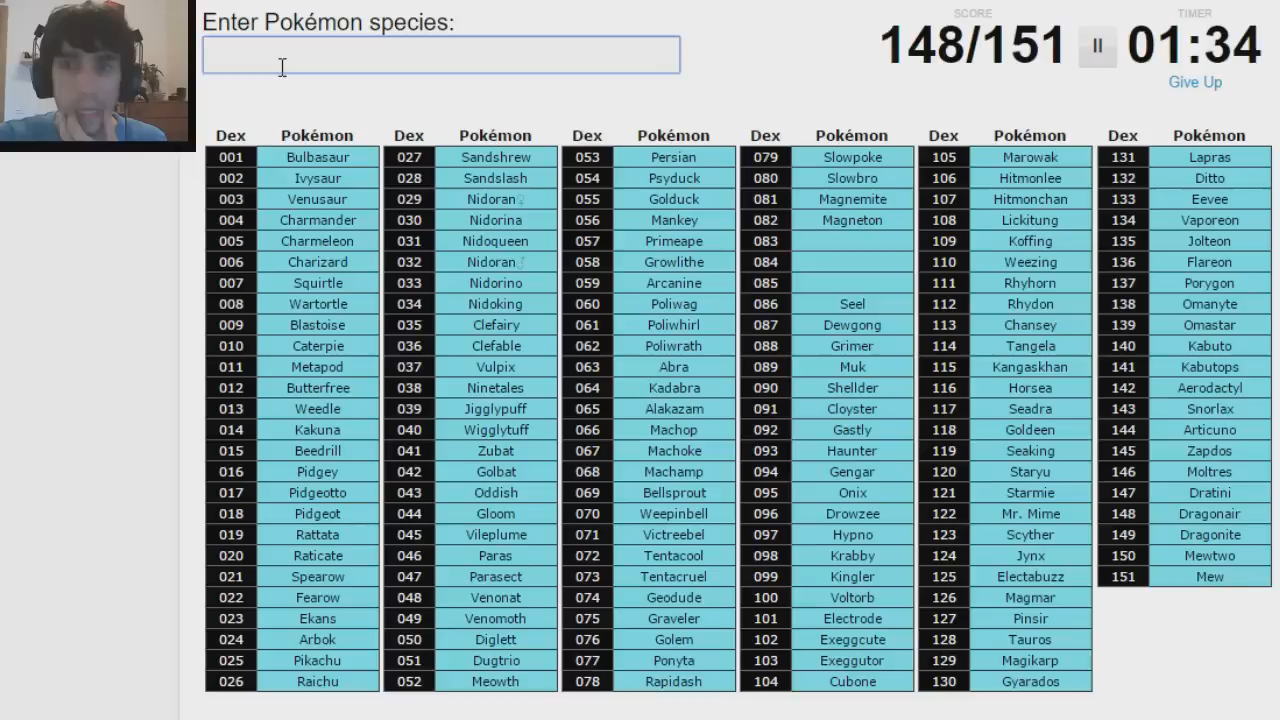 Enter Pokémon species:
SCORE
148/151
TIMER
01:34
Give Up
Dex Pokémon Dex Pokémon Dex Pokémon Dex Pokémon Dex Pokémon Dex Pokémon
001 Bulbasaur 027 Sandshrew 053 Persian 079 Slowpoke 105 Marowak 131 Lapras
002 Ivysaur 028 Sandslash 054 Psyduck 080 Slowbro 106 Hitmonlee 132 Ditto
003 Venusaur 029 Nidoran♀ 055 Golduck 081 Magnemite 107 Hitmonchan 133 Eevee
004 Charmander 030 Nidorina 056 Mankey 082 Magneton 108 Lickitung 134 Vaporeon
005 Charmeleon 031 Nidoqueen 057 Primeape 083 109 Koffing 135 Jolteon
006 Charizard 032 Nidoran♂ 058 Growlithe 084 110 Weezing 136 Flareon
007 Squirtle 033 Nidorino 059 Arcanine 085 111 Rhyhorn 137 Porygon
008 Wartortle 034 Nidoking 060 Poliwag 086 Seel 112 Rhydon 138 Omanyte
009 Blastoise 035 Clefairy 061 Poliwhirl 087 Dewgong 113 Chansey 139 Omastar
010 Caterpie 036 Clefable 062 Poliwrath 088 Grimer 114 Tangela 140 Kabuto
011 Metapod 037 Vulpix 063 Abra 089 Muk 115 Kangaskhan 141 Kabutops
012 Butterfree 038 Ninetales 064 Kadabra 090 Shellder 116 Horsea 142 Aerodactyl
013 Weedle 039 Jigglypuff 065 Alakazam 091 Cloyster 117 Seadra 143 Snorlax
014 Kakuna 040 Wigglytuff 066 Machop 092 Gastly 118 Goldeen 144 Articuno
015 Beedrill 041 Zubat 067 Machoke 093 Haunter 119 Seaking 145 Zapdos
016 Pidgey 042 Golbat 068 Machamp 094 Gengar 120 Staryu 146 Moltres
017 Pidgeotto 043 Oddish 069 Bellsprout 095 Onix 121 Starmie 147 Dratini
018 Pidgeot 044 Gloom 070 Weepinbell 096 Drowzee 122 Mr. Mime 148 Dragonair
019 Rattata 045 Vileplume 071 Victreebel 097 Hypno 123 Scyther 149 Dragonite
020 Raticate 046 Paras 072 Tentacool 098 Krabby 124 Jynx 150 Mewtwo
021 Spearow 047 Parasect 073 Tentacruel 099 Kingler 125 Electabuzz 151 Mew
022 Fearow 048 Venonat 074 Geodude 100 Voltorb 126 Magmar
023 Ekans 049 Venomoth 075 Graveler 101 Electrode 127 Pinsir
024 Arbok 050 Diglett 076 Golem 102 Exeggcute 128 Tauros
025 Pikachu 051 Dugtrio 077 Ponyta 103 Exeggutor 129 Magikarp
026 Raichu 052 Meowth 078 Rapidash 104 Cubone 130 Gyarados